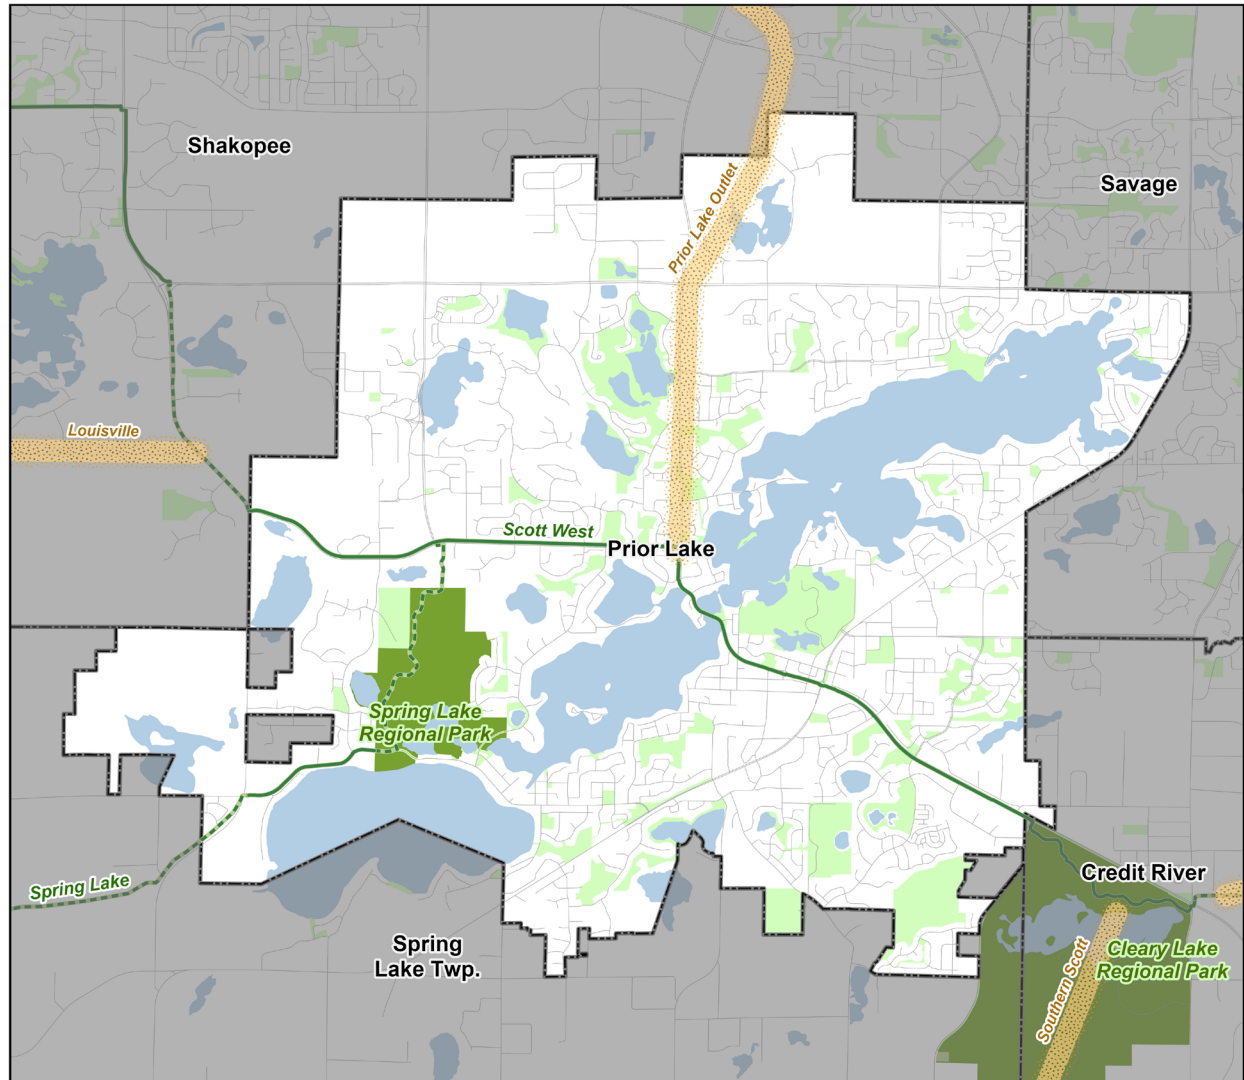 Shakopee
Savage
Prior Lake Outlet
Louisville
Scott West
Prior Lake
Spring Lake
Regional Park
Spring Lake
Credit River
Spring
Lake Twp.
Cleary Lake
Regional Park
Southern Scott